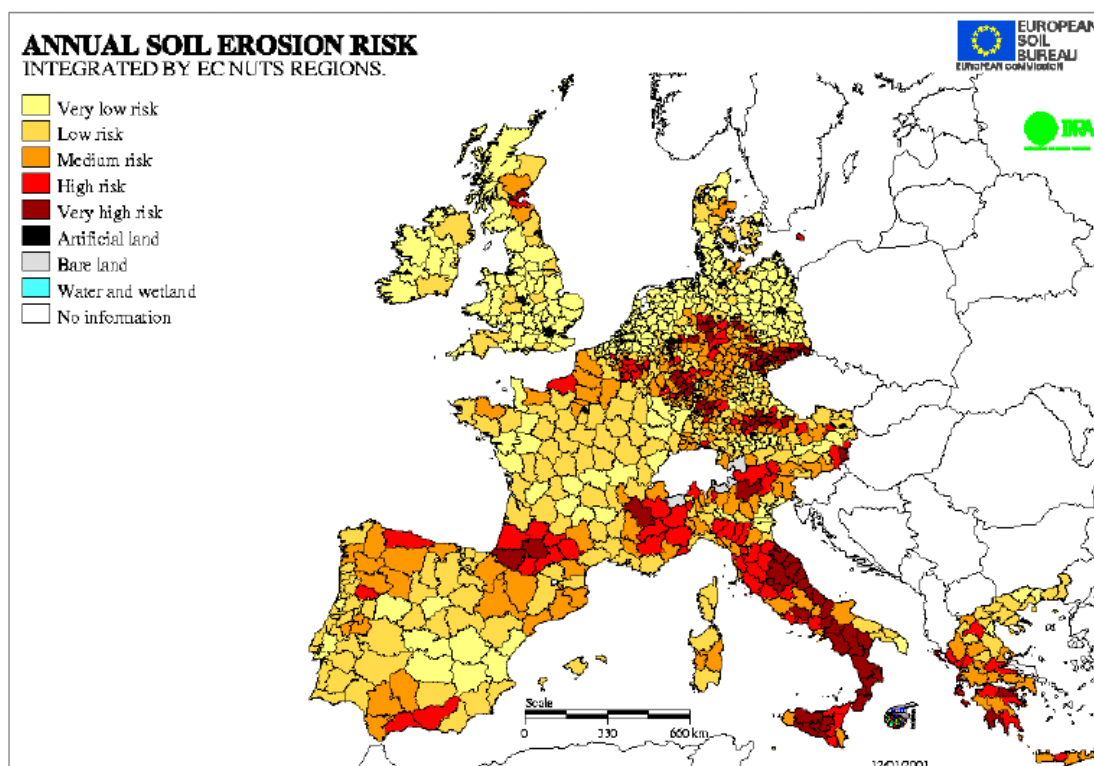 ANNUAL SOIL EROSION RISK
INTEGRATED BY EC NUTS REGIONS.
EUROPEAN
SOIL
BUREAU
EUROPEAN COMMISSION
Very low risk
Low risk
Medium risk
High risk
Very high risk
Artificial land
Bare land
Water and wetland
No information
Scale
0 330 660 km